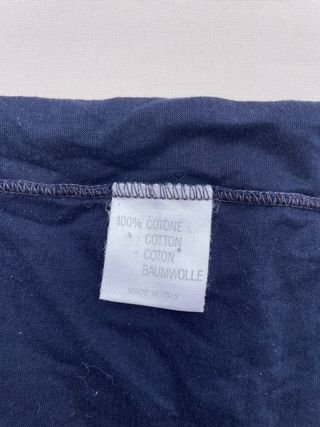 100% COTONE
COTTON
COTON
BAUMWOLLE
MADE IN ITALY